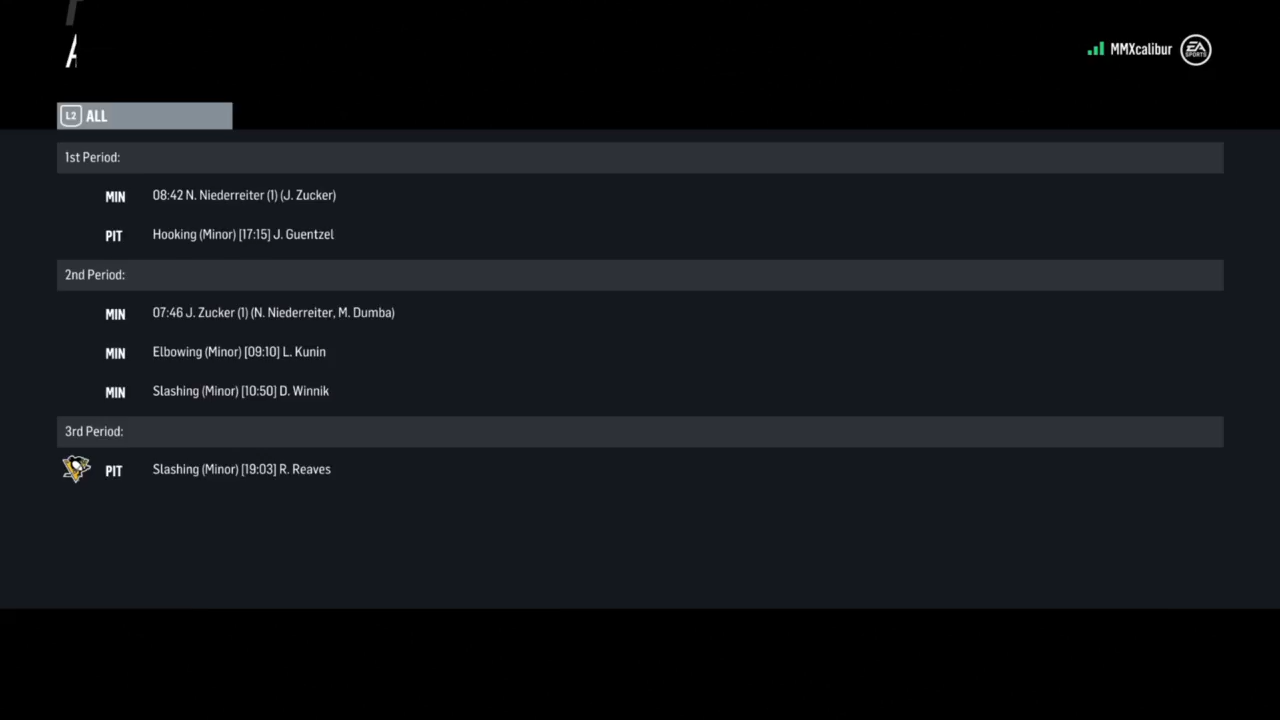 MMXcalibur
EA SPORTS
L2 ALL
1st Period:
MIN 08:42 N. Niederreiter (1) (J. Zucker)
PIT Hooking (Minor) [17:15] J. Guentzel
2nd Period:
MIN 07:46 J. Zucker (1) (N. Niederreiter, M. Dumba)
MIN Elbowing (Minor) [09:10] L. Kunin
MIN Slashing (Minor) [10:50] D. Winnik
3rd Period:
PIT Slashing (Minor) [19:03] R. Reaves